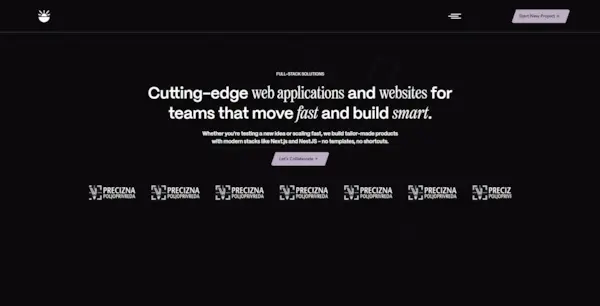 Start New Project
FULL-STACK SOLUTIONS
Cutting-edge web applications and websites for
teams that move fast and build smart.
Whether you're testing a new idea or scaling fast, we build tailor-made products
with modern stacks like Next.js and NestJS – no templates, no shortcuts.
Let's Collaborate
PRECIZNA PRECIZNA PRECIZNA PRECIZNA PRECIZNA PRECIZNA PRECIZ
POLJOPRIVREDA POLJOPRIVREDA POLJOPRIVREDA POLJOPRIVREDA POLJOPRIVREDA POLJOPRIVREDA POLJOPRIVREDA